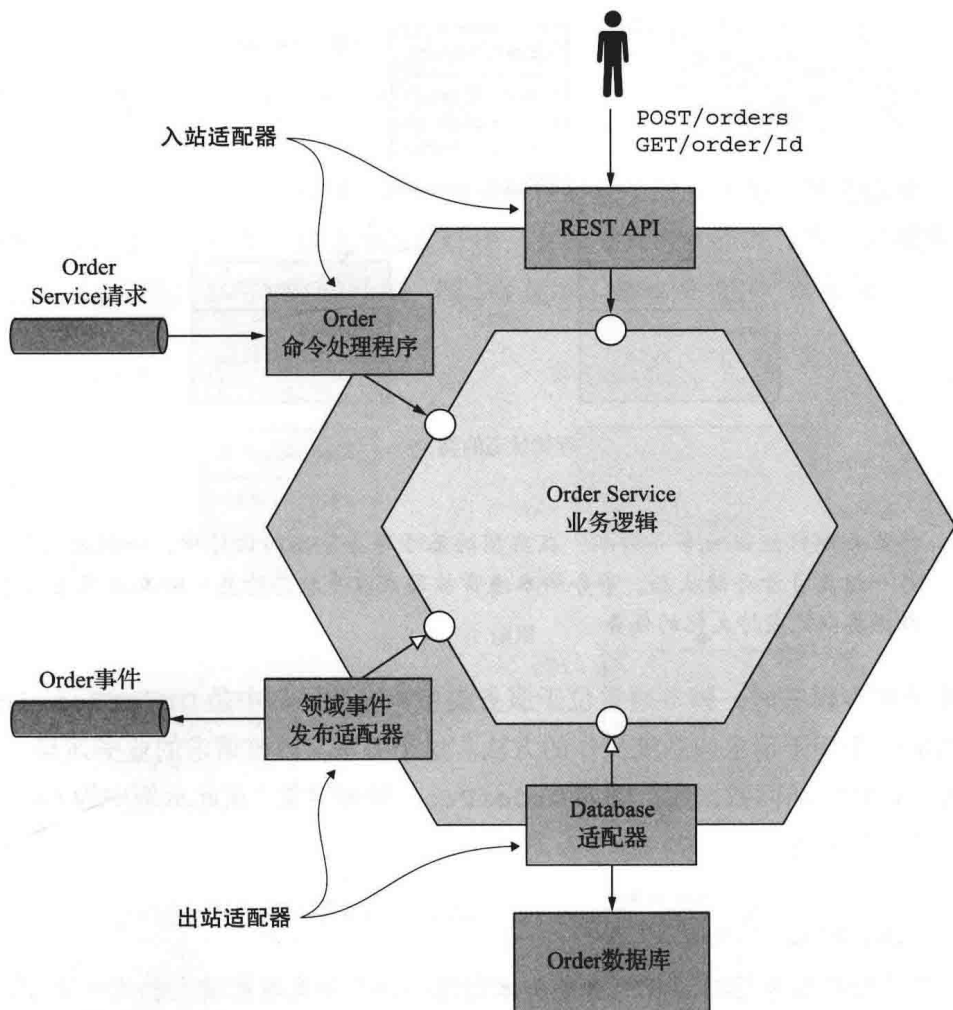 POST/orders
GET/order/Id
入站适配器
REST API
Order
Service请求
Order
命令处理程序
Order Service
业务逻辑
Order事件
领域事件
发布适配器
Database
适配器
出站适配器
Order数据库